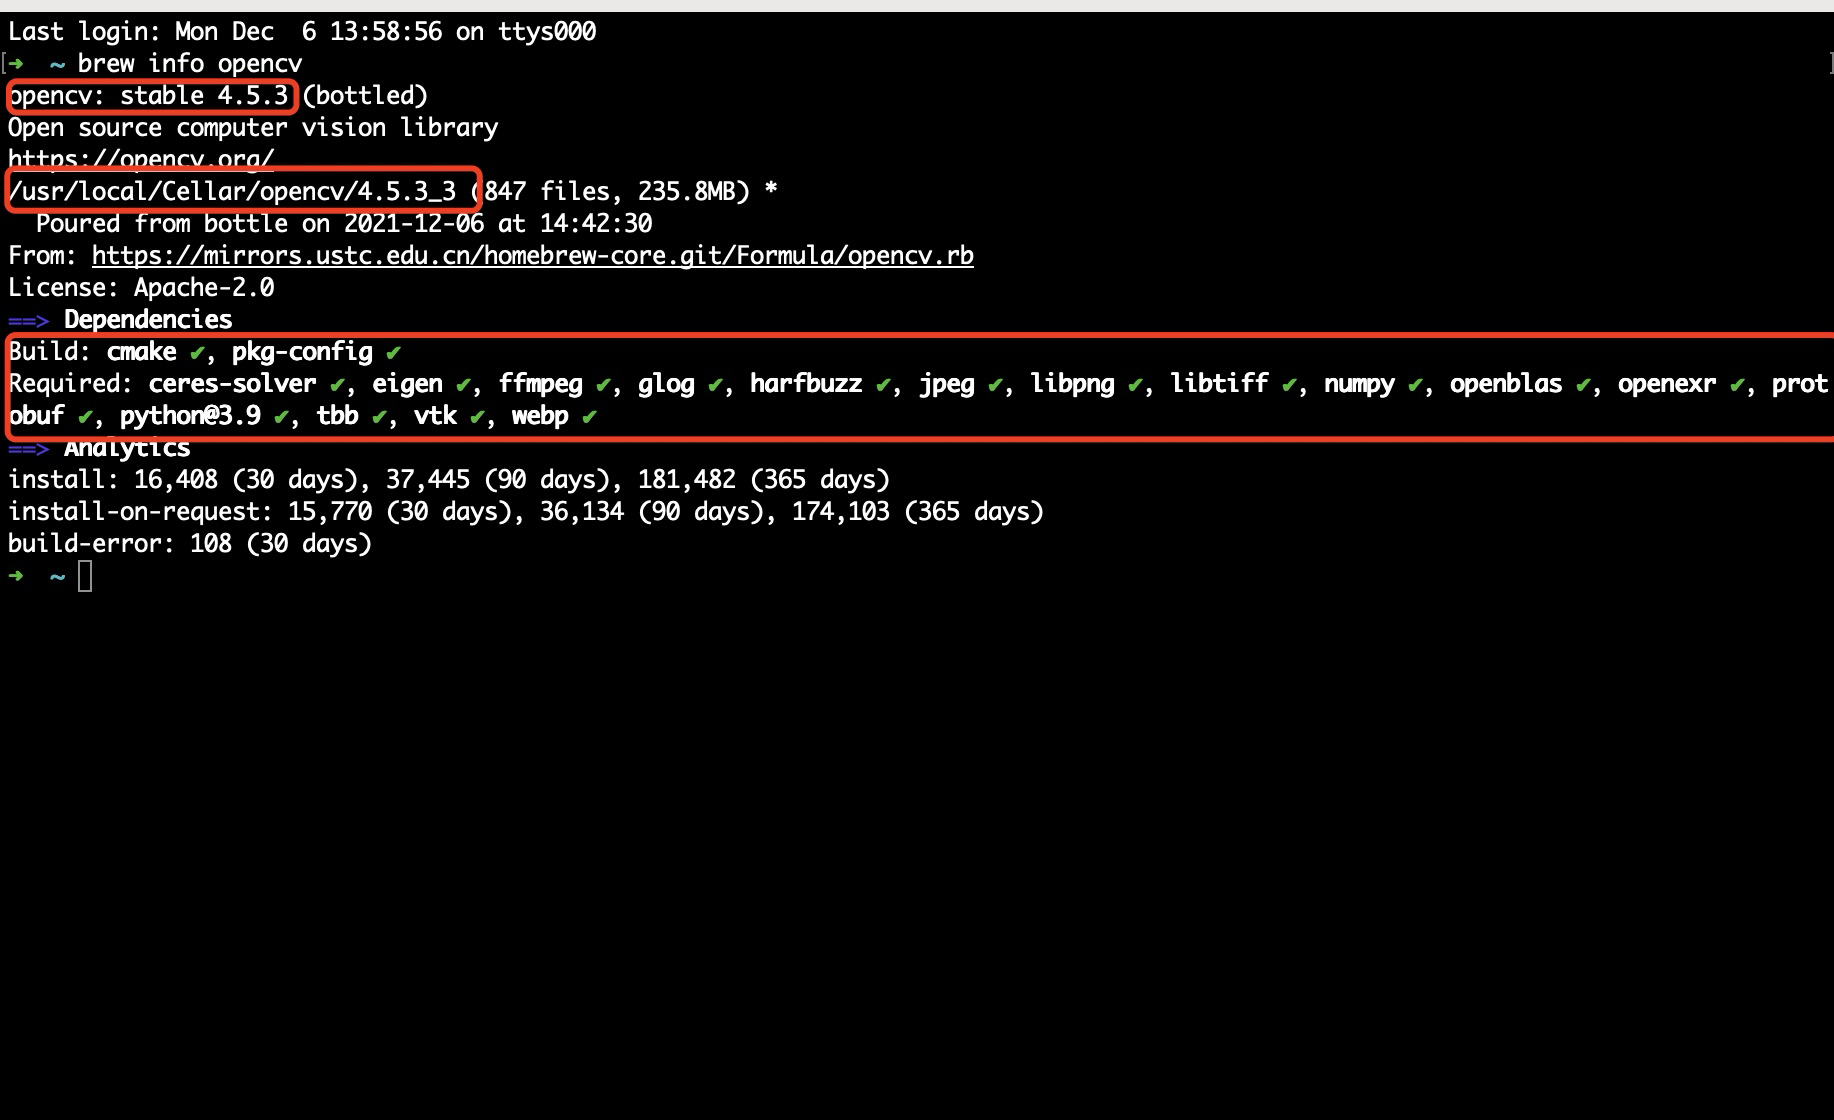 Last login: Mon Dec  6 13:58:56 on ttys000
[➜  ~ brew info opencv ]
opencv: stable 4.5.3 (bottled)
Open source computer vision library
https://opencv.org/
/usr/local/Cellar/opencv/4.5.3_3 (847 files, 235.8MB) *
  Poured from bottle on 2021-12-06 at 14:42:30
From: https://mirrors.ustc.edu.cn/homebrew-core.git/Formula/opencv.rb
License: Apache-2.0
==> Dependencies
Build: cmake ✔, pkg-config ✔
Required: ceres-solver ✔, eigen ✔, ffmpeg ✔, glog ✔, harfbuzz ✔, jpeg ✔, libpng ✔, libtiff ✔, numpy ✔, openblas ✔, openexr ✔, prot
obuf ✔, python@3.9 ✔, tbb ✔, vtk ✔, webp ✔
==> Analytics
install: 16,408 (30 days), 37,445 (90 days), 181,482 (365 days)
install-on-request: 15,770 (30 days), 36,134 (90 days), 174,103 (365 days)
build-error: 108 (30 days)
➜  ~